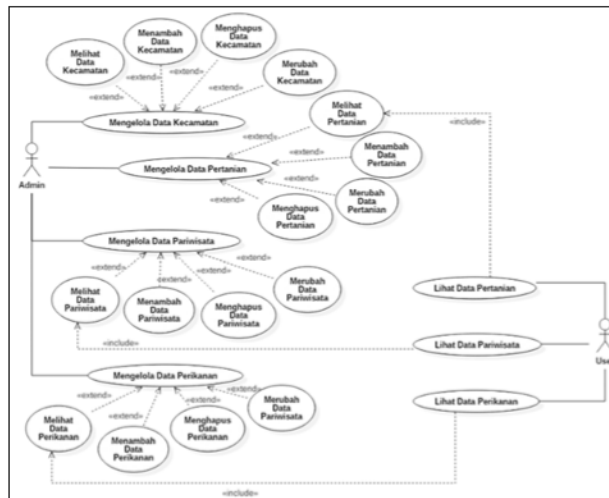 Melihat
Data
Kecamatan
Menambah
Data
Kecamatan
Menghapus
Data
Kecamatan
Merubah
Data
Kecamatan
«extend»
«extend»
«extend»
«extend»
Mengelola Data Kecamatan
Melihat
Data
Pertanian
«include»
«extend»
Mengelola Data Pertanian
«extend»
Menambah
Data
Pertanian
«extend»
Merubah
Data
Pertanian
«extend»
Menghapus
Data
Pertanian
Admin
Mengelola Data Pariwisata
«extend»
«extend»
«extend»
«extend»
Melihat
Data
Pariwisata
Menambah
Data
Pariwisata
Menghapus
Data
Pariwisata
Merubah
Data
Pariwisata
Lihat Data Pertanian
«include»
Lihat Data Pariwisata
User
Mengelola Data Perikanan
«extend»
«extend»
«extend»
«extend»
Melihat
Data
Perikanan
Menambah
Data
Perikanan
Menghapus
Data
Perikanan
Merubah
Data
Pariwisata
Lihat Data Perikanan
«include»